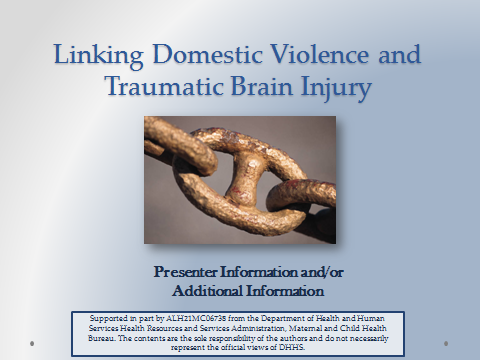 Linking Domestic Violence and
Traumatic Brain Injury
Presenter Information and/or
Additional Information
Supported in part by ALH21MC06738 from the Department of Health and Human
Services Health Resources and Services Administration, Maternal and Child Health
Bureau. The contents are the sole responsibility of the authors and do not necessarily
represent the official views of DHHS.